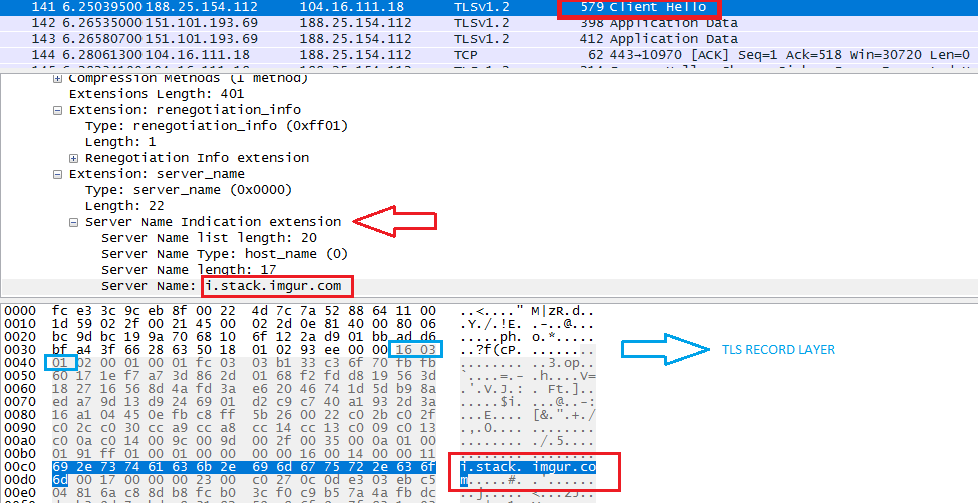 141 6.25039500 188.25.154.112 104.16.111.18 TLSv1.2 579 Client Hello
142 6.26535000 151.101.193.69 188.25.154.112 TLSv1.2 398 Application Data
143 6.26580700 151.101.193.69 188.25.154.112 TLSv1.2 412 Application Data
144 6.28061300 104.16.111.18 188.25.154.112 TCP 62 443→10970 [ACK] Seq=1 Ack=518 Win=30720 Len=0
Compression Methods (1 method)
Extensions Length: 401
Extension: renegotiation_info
Type: renegotiation_info (0xff01)
Length: 1
Renegotiation Info extension
Extension: server_name
Type: server_name (0x0000)
Length: 22
Server Name Indication extension
Server Name list length: 20
Server Name Type: host_name (0)
Server Name length: 17
Server Name: i.stack.imgur.com
0000 fc e3 3c 9c eb 8f 00 22 4d 7c 7a 52 88 64 11 00 ..<...." M|zR.d..
0010 1d 59 02 2f 00 21 45 00 02 2d 0e 81 40 00 80 06 .Y./.!E. .-..@...
0020 bc 9d bc 19 9a 70 68 10 6f 12 2a d9 01 bb ad d6 .....ph. o.*.....
0030 bf a4 3f 66 28 63 50 18 01 02 93 ee 00 00 16 03 ..?f(cP. ........
TLS RECORD LAYER
0040 01 02 00 01 00 01 fc 03 03 b1 33 c3 6f 70 fb fb ........ ..3.op..
0050 60 17 1e f7 a7 3d 86 2d 01 68 f2 fd d8 19 56 3d `....=.- .h....V=
0060 18 27 16 56 8d 4a fd 3a e6 20 46 74 1d 5d b9 8a .'.V.J.: . Ft.]..
0070 ed a7 9d 13 d9 24 69 01 d2 c9 c7 40 a1 93 2d 3a .....$i. ...@..-:
0080 16 a1 04 45 0e fb c8 ff 5b 26 00 22 c0 2b c0 2f ...E.... [&.".+./
0090 c0 2c c0 30 cc a9 cc a8 cc 14 cc 13 c0 09 c0 13 .,.0.... ........
00a0 c0 0a c0 14 00 9c 00 9d 00 2f 00 35 00 0a 01 00 ........ ./.5....
00b0 01 91 ff 01 00 01 00 00 00 00 16 00 14 00 00 11 ........ ........
00c0 69 2e 73 74 61 63 6b 2e 69 6d 67 75 72 2e 63 6f i.stack. imgur.co
00d0 6d 00 17 00 00 00 23 00 c0 27 0c 0d e3 03 eb c5 m.....#. .'......
00e0 04 81 6a c8 8d b8 fc b0 3c f0 c9 b5 7a 4a fb dc